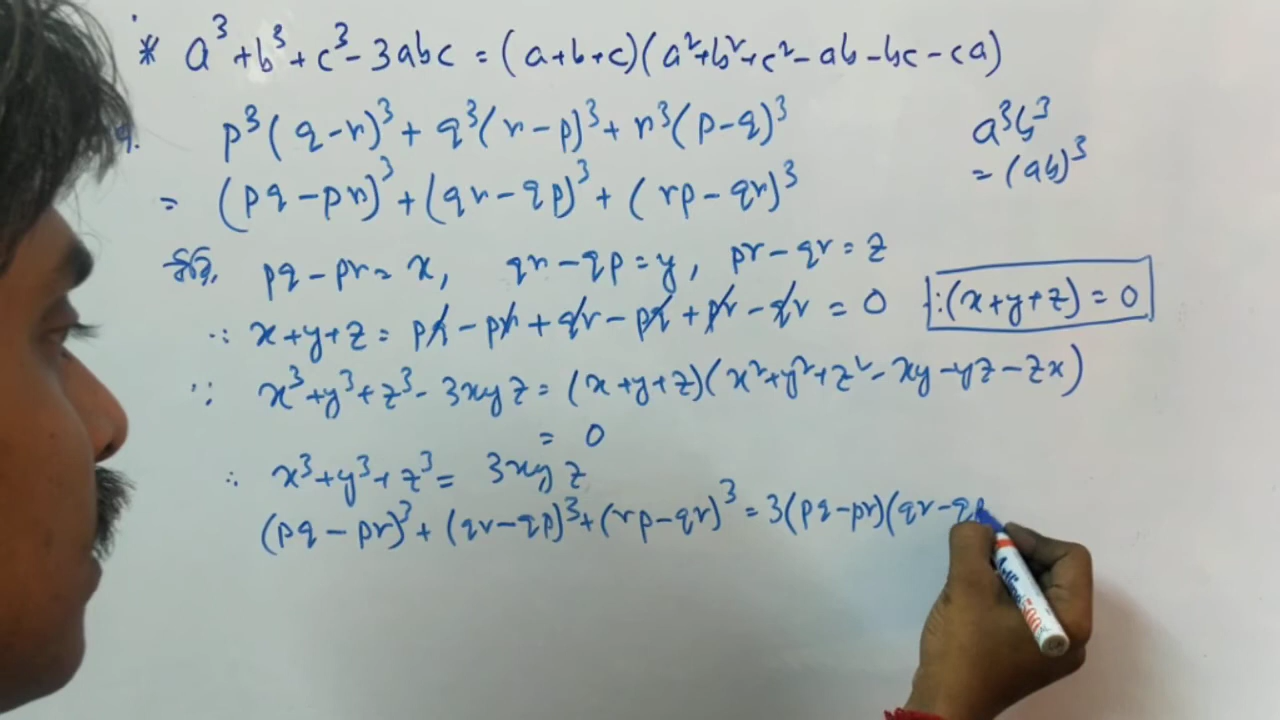 * a³ + b³ + c³ - 3abc = (a+b+c)(a²+b²+c² - ab - bc - ca)
9. p³(q-r)³ + q³(r-p)³ + r³(p-q)³
a³b³
= (ab)³
= (pq - pr)³ + (qr - qp)³ + (rp - qr)³
ধরি, pq - pr = x, qr - qp = y, pr - qr = z
∴ x+y+z = pq - pr + qr - pq + pr - qr = 0
∵ (x+y+z) = 0
∵ x³+y³+z³ - 3xyz = (x+y+z)(x²+y²+z² - xy - yz - zx)
= 0
∴ x³+y³+z³ = 3xyz
(pq - pr)³ + (qr - qp)³ + (rp - qr)³ = 3(pq - pr)(qr - qp